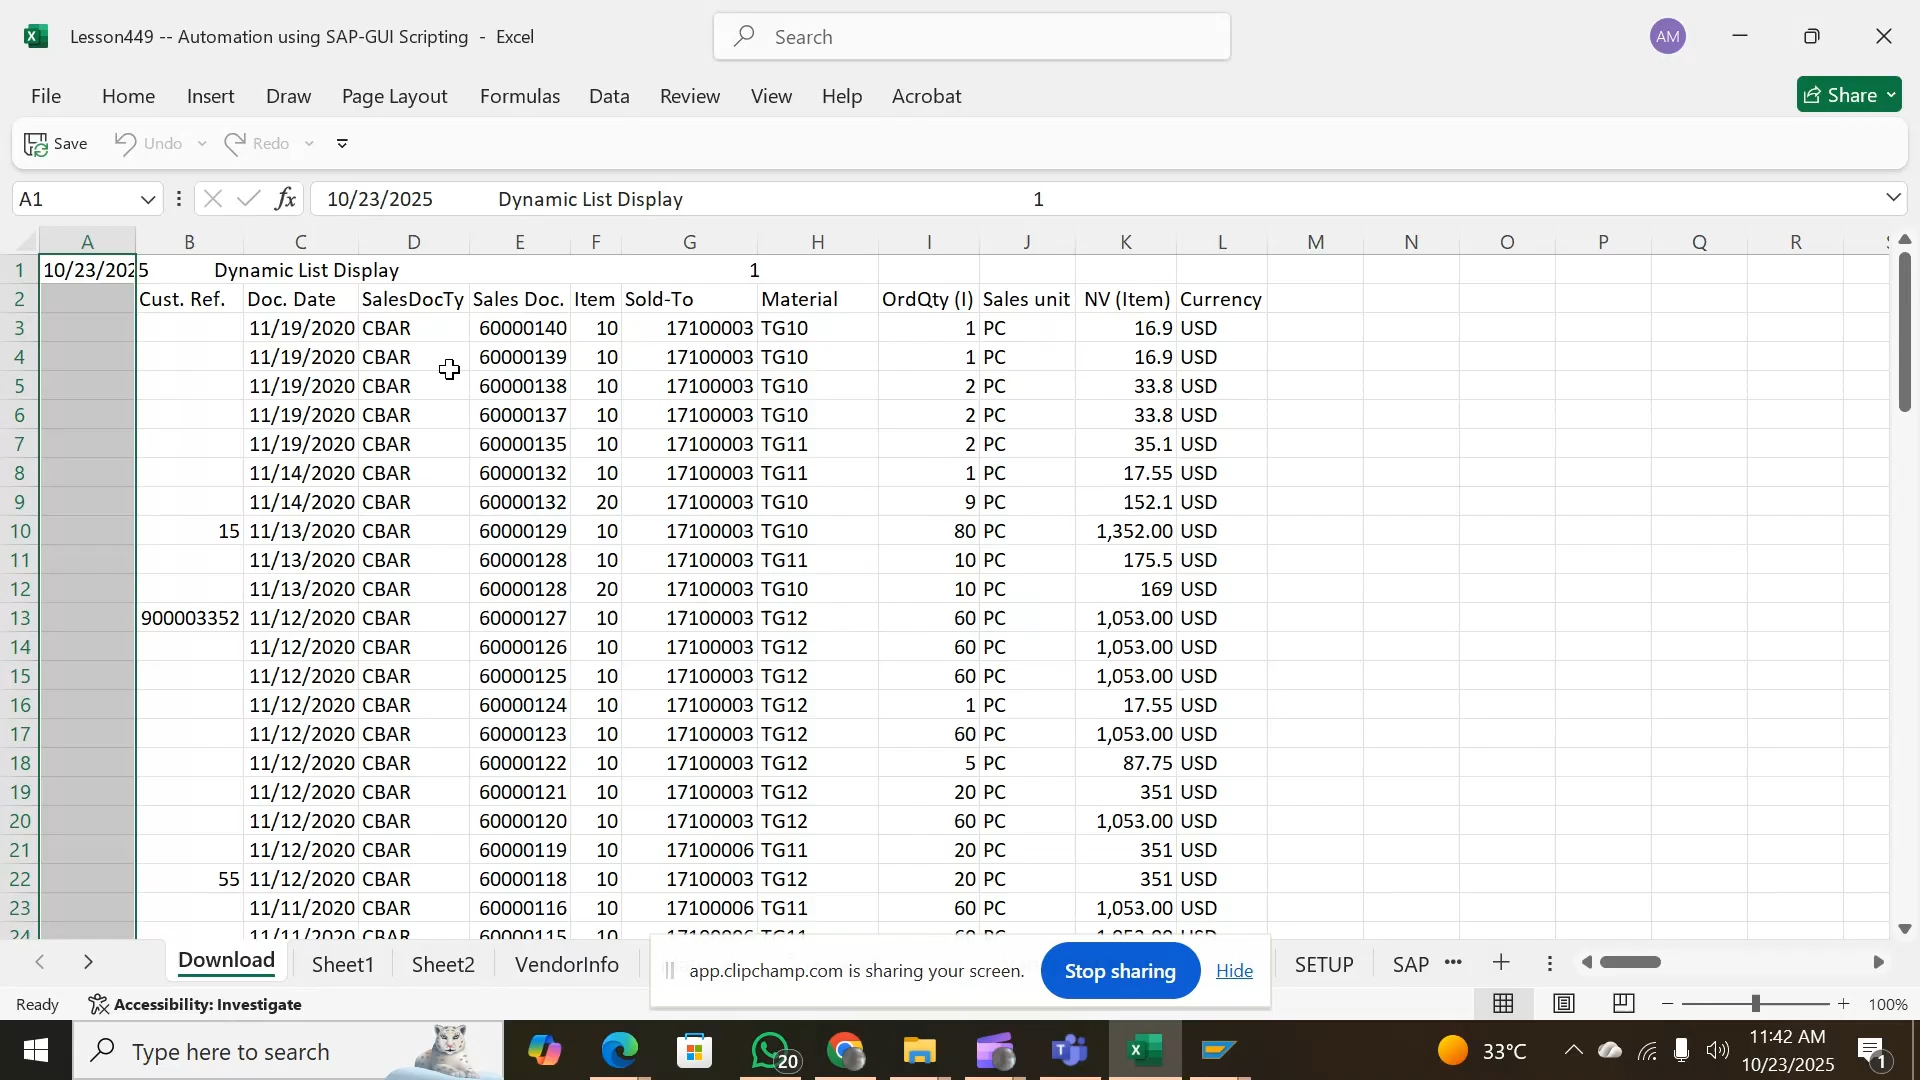 Lesson449 -- Automation using SAP-GUI Scripting - Excel
Search
AM
File Home Insert Draw Page Layout Formulas Data Review View Help Acrobat
Share
Save Undo Redo
A1 fx 10/23/2025 Dynamic List Display 1
A B C D E F G H I J K L M N O P Q R
1 10/23/2025 Dynamic List Display 1
2 Cust. Ref. Doc. Date SalesDocTy Sales Doc. Item Sold-To Material OrdQty (I) Sales unit NV (Item) Currency
3 11/19/2020 CBAR 60000140 10 17100003 TG10 1 PC 16.9 USD
4 11/19/2020 CBAR 60000139 10 17100003 TG10 1 PC 16.9 USD
5 11/19/2020 CBAR 60000138 10 17100003 TG10 2 PC 33.8 USD
6 11/19/2020 CBAR 60000137 10 17100003 TG10 2 PC 33.8 USD
7 11/19/2020 CBAR 60000135 10 17100003 TG11 2 PC 35.1 USD
8 11/14/2020 CBAR 60000132 10 17100003 TG11 1 PC 17.55 USD
9 11/14/2020 CBAR 60000132 20 17100003 TG10 9 PC 152.1 USD
10 15 11/13/2020 CBAR 60000129 10 17100003 TG10 80 PC 1,352.00 USD
11 11/13/2020 CBAR 60000128 10 17100003 TG11 10 PC 175.5 USD
12 11/13/2020 CBAR 60000128 20 17100003 TG10 10 PC 169 USD
13 900003352 11/12/2020 CBAR 60000127 10 17100003 TG12 60 PC 1,053.00 USD
14 11/12/2020 CBAR 60000126 10 17100003 TG12 60 PC 1,053.00 USD
15 11/12/2020 CBAR 60000125 10 17100003 TG12 60 PC 1,053.00 USD
16 11/12/2020 CBAR 60000124 10 17100003 TG12 1 PC 17.55 USD
17 11/12/2020 CBAR 60000123 10 17100003 TG12 60 PC 1,053.00 USD
18 11/12/2020 CBAR 60000122 10 17100003 TG12 5 PC 87.75 USD
19 11/12/2020 CBAR 60000121 10 17100003 TG12 20 PC 351 USD
20 11/12/2020 CBAR 60000120 10 17100003 TG12 60 PC 1,053.00 USD
21 11/12/2020 CBAR 60000119 10 17100006 TG11 20 PC 351 USD
22 55 11/12/2020 CBAR 60000118 10 17100003 TG12 20 PC 351 USD
23 11/11/2020 CBAR 60000116 10 17100006 TG11 60 PC 1,053.00 USD
24 11/11/2020 CBAR 60000115 10
Download Sheet1 Sheet2 VendorInfo SETUP SAP
app.clipchamp.com is sharing your screen. Stop sharing Hide
Ready Accessibility: Investigate 100%
Type here to search 20 33°C 11:42 AM
10/23/2025 1